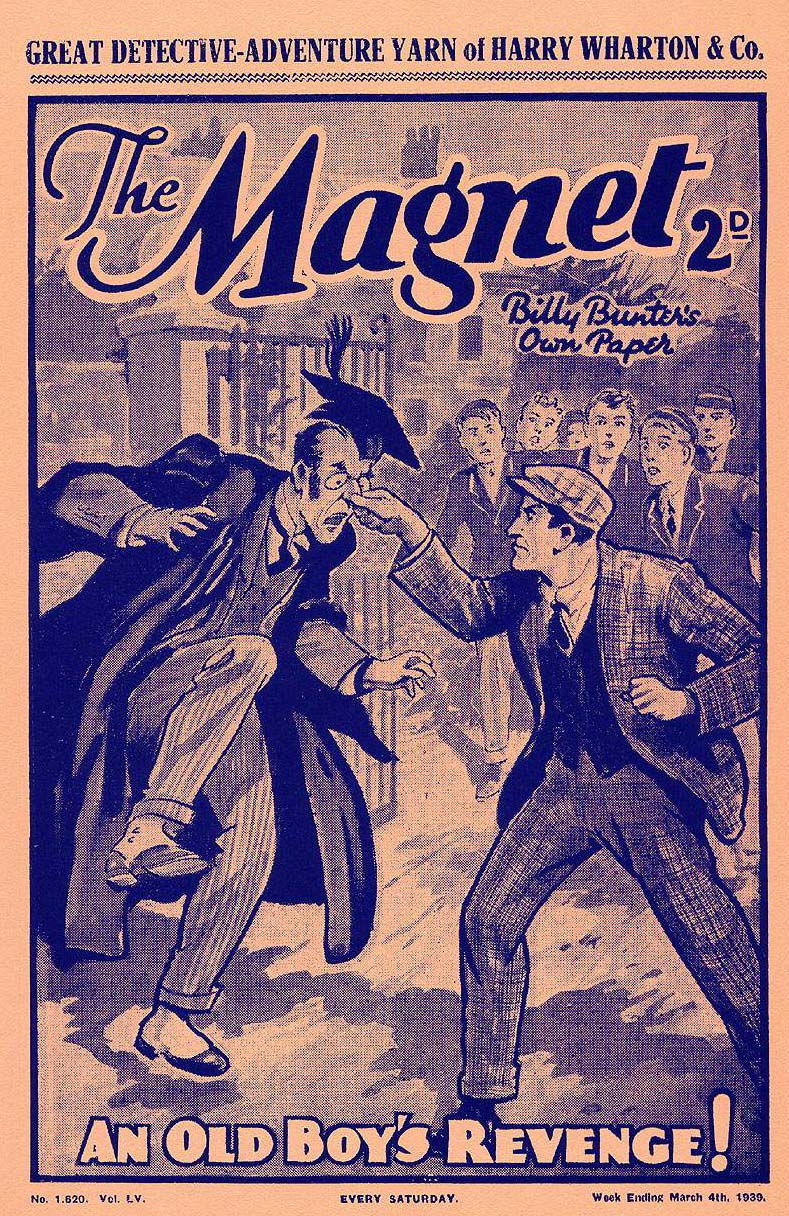 GREAT DETECTIVE-ADVENTURE YARN of HARRY WHARTON & Co.
The Magnet 2D
Billy Bunter's
Own Paper
AN OLD BOY'S REVENGE!
No. 1,620. Vol. LV. EVERY SATURDAY. Week Ending March 4th, 1939.